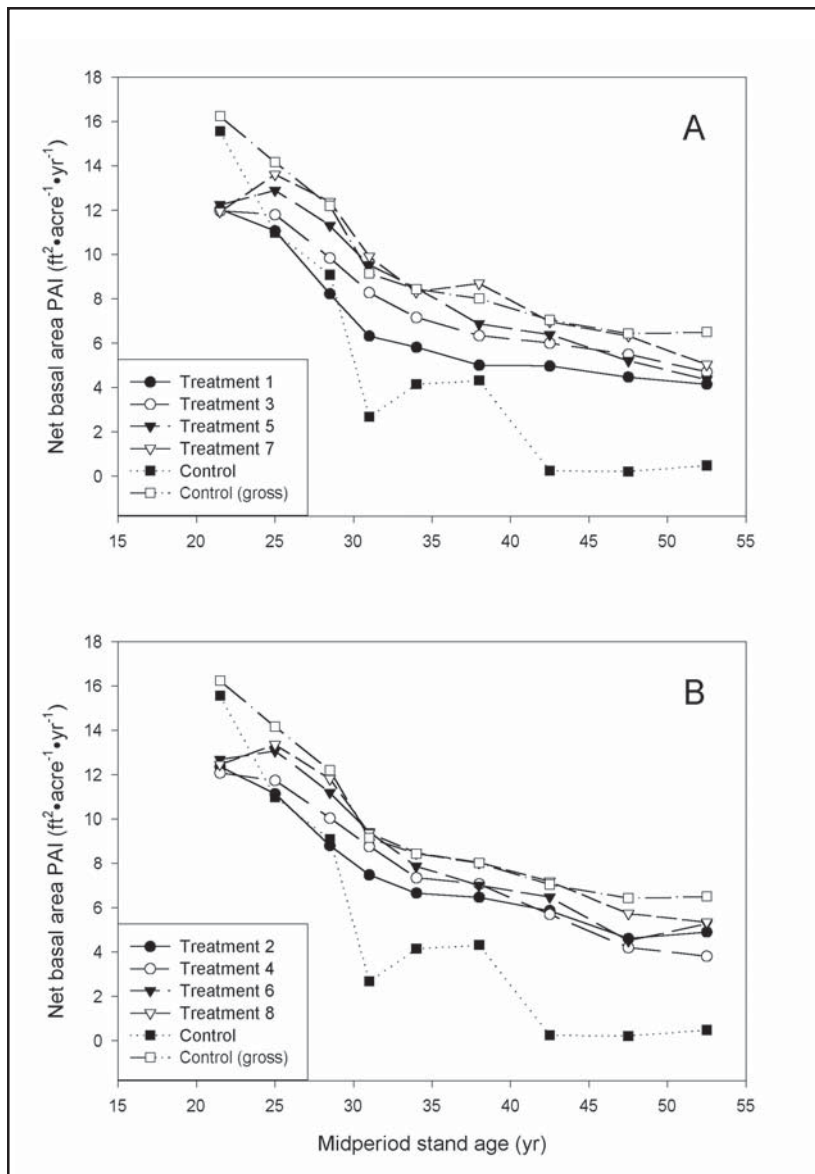 A
Net basal area PAI (ft²•acre⁻¹•yr⁻¹)
18
16
14
12
10
8
6
4
2
0
Treatment 1
Treatment 3
Treatment 5
Treatment 7
Control
Control (gross)
15 20 25 30 35 40 45 50 55
B
Net basal area PAI (ft²•acre⁻¹•yr⁻¹)
18
16
14
12
10
8
6
4
2
0
Treatment 2
Treatment 4
Treatment 6
Treatment 8
Control
Control (gross)
15 20 25 30 35 40 45 50 55
Midperiod stand age (yr)